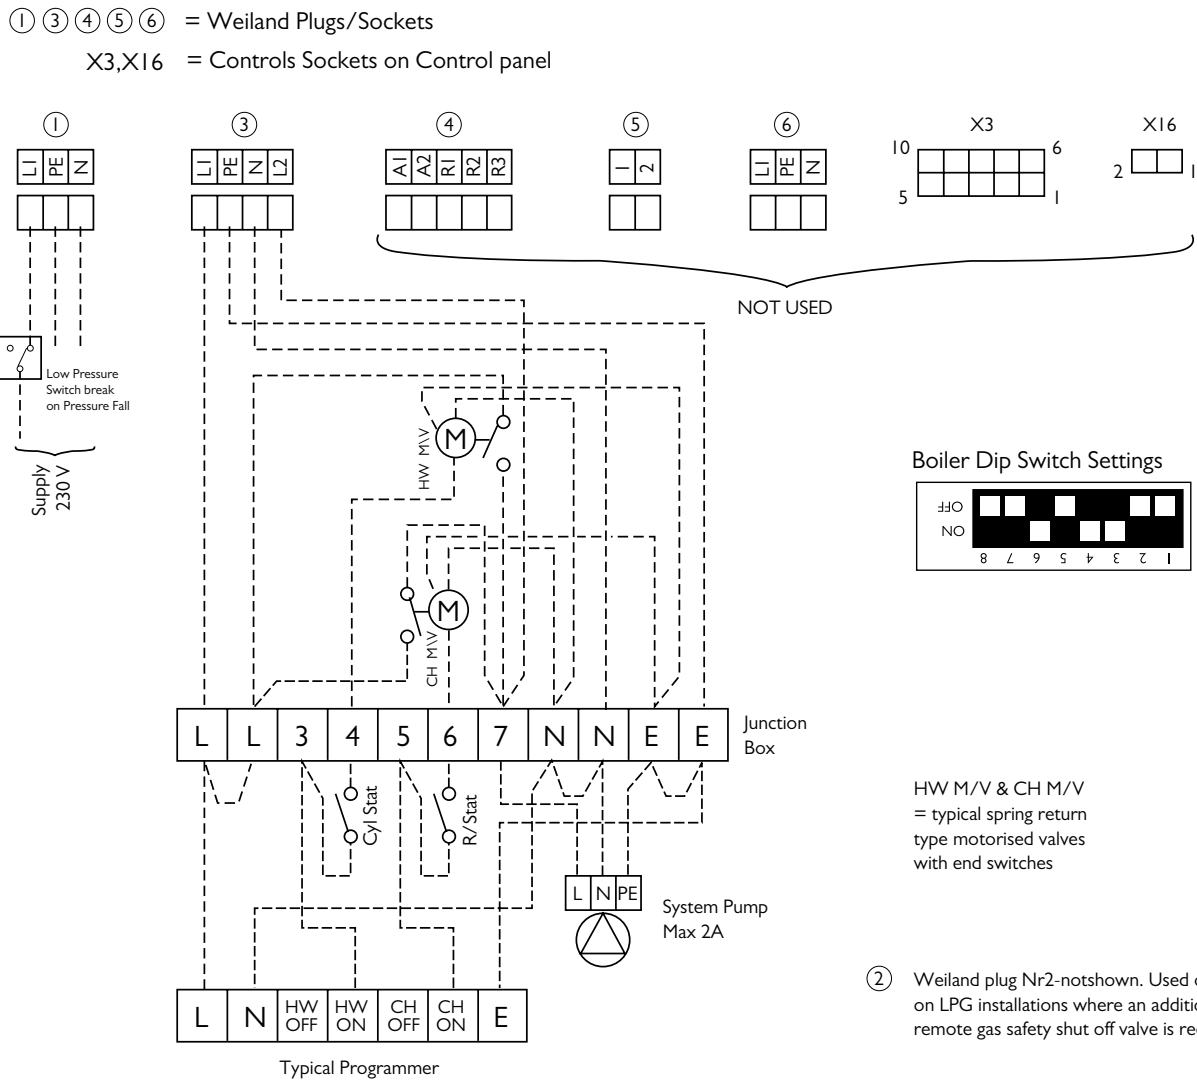 1 3 4 5 6 = Weiland Plugs/Sockets
X3,X16 = Controls Sockets on Control panel
1 3 4 5 6 X3 X16
L1 PE N
L1 PE N L2
A1 A2 R1 R2 R3
1 2
L1 PE N
10 6
5 1
2 1
NOT USED
Low Pressure
Switch break
on Pressure Fall
Supply
230 V
HW M\V
M
CH M\V
M
Boiler Dip Switch Settings
OFF
ON
8 7 6 5 4 3 2 1
L L 3 4 5 6 7 N N E E
Junction
Box
Cyl Stat
R/Stat
HW M/V & CH M/V
= typical spring return
type motorised valves
with end switches
L N PE
System Pump
Max 2A
2 Weiland plug Nr2-notshown. Used
on LPG installations where an
remote gas safety shut off valve is
L N HW OFF HW ON CH OFF CH ON E
Typical Programmer